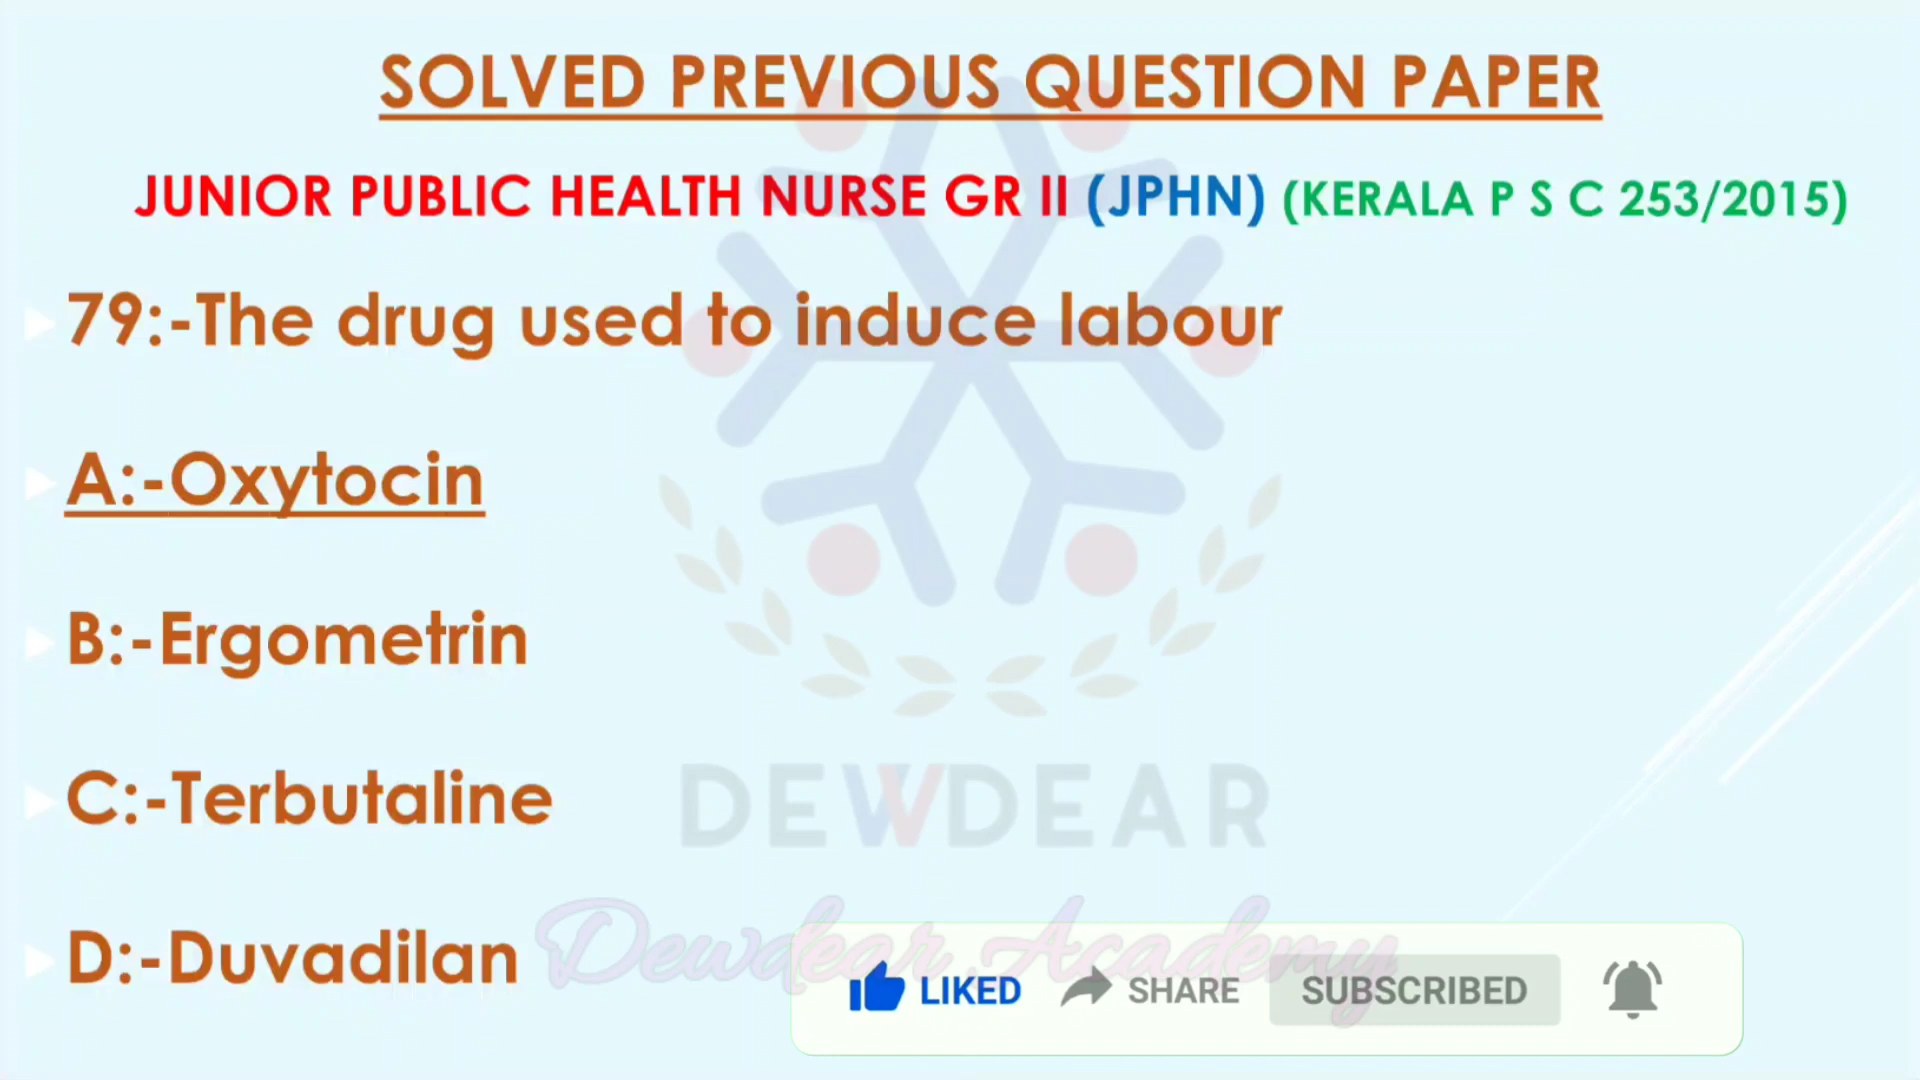 SOLVED PREVIOUS QUESTION PAPER
JUNIOR PUBLIC HEALTH NURSE GR II (JPHN) (KERALA P S C 253/2015)
79:-The drug used to induce labour
A:-Oxytocin
B:-Ergometrin
C:-Terbutaline
DEWDEAR
D:-Duvadilan
Dewdear Academy
LIKED SHARE SUBSCRIBED